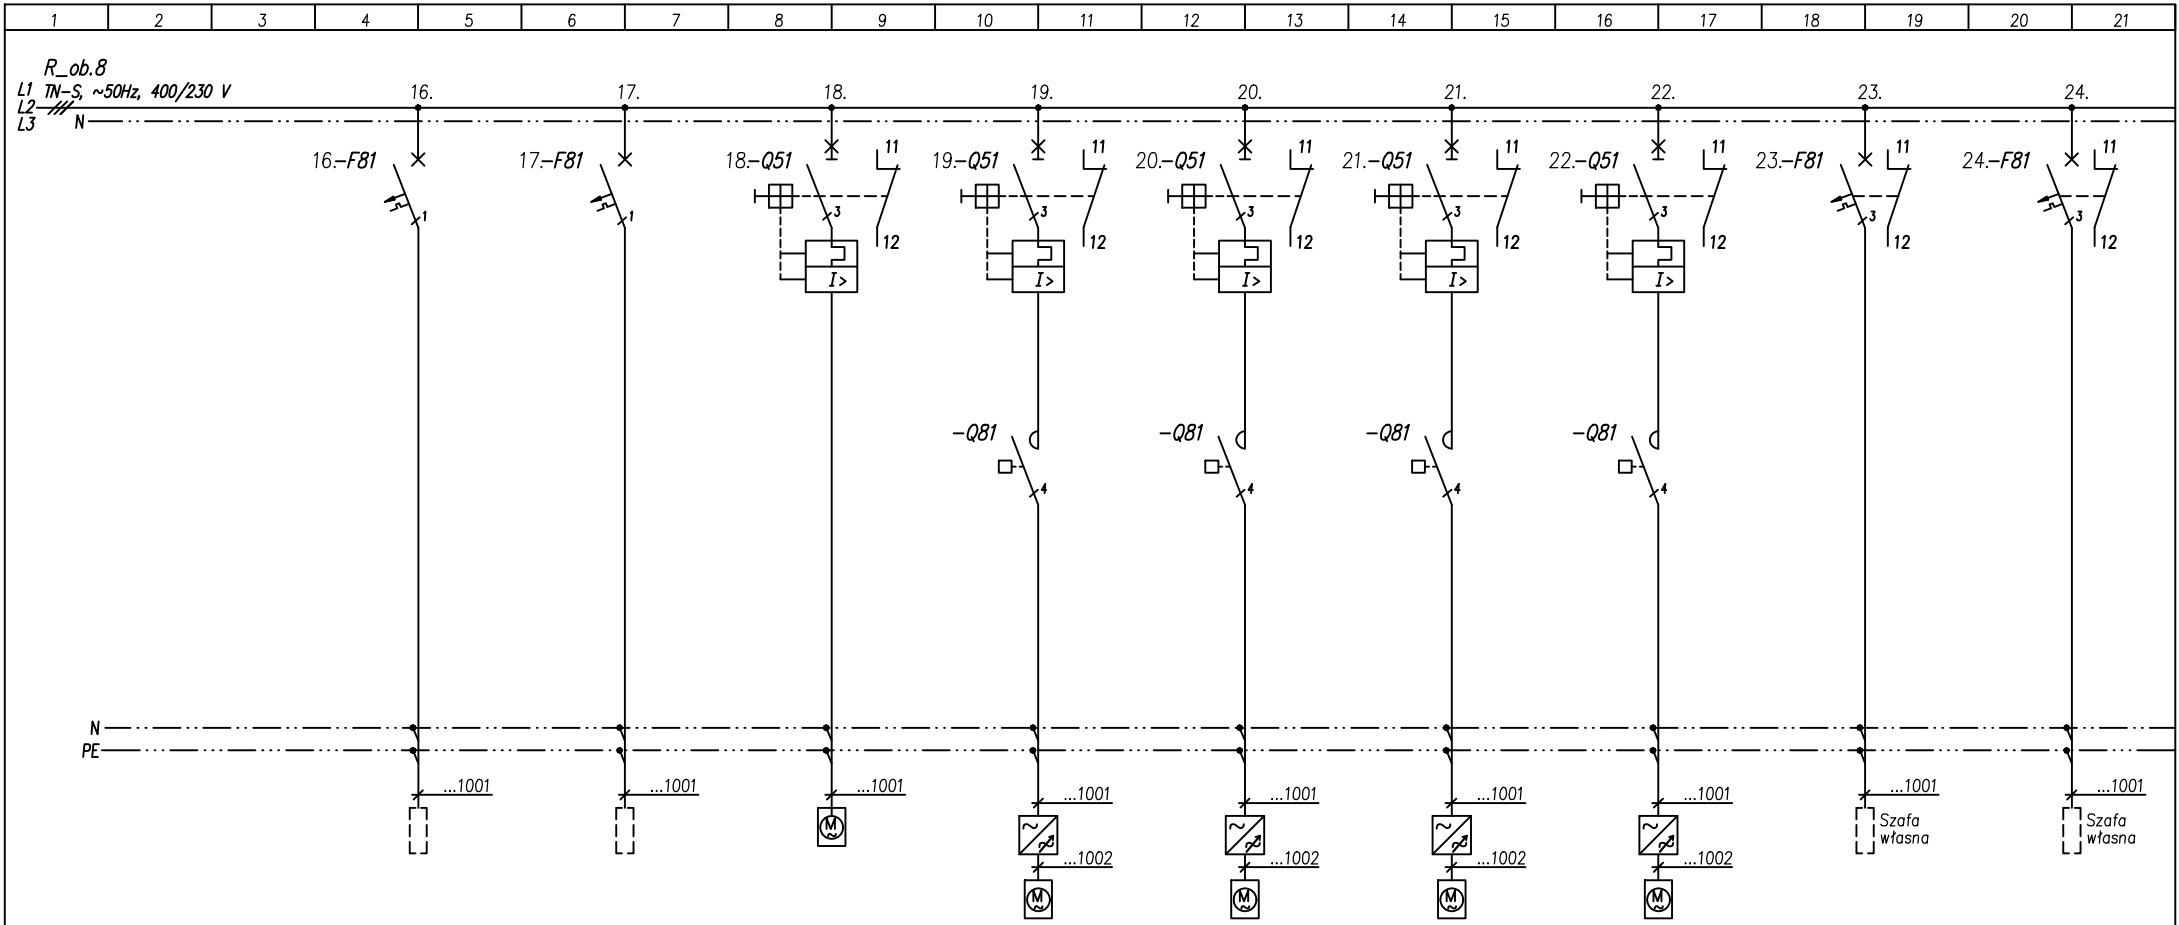 1 2 3 4 5 6 7 8 9 10 11 12 13 14 15 16 17 18 19 20 21
R_ob.8
L1 TN-S, ~50Hz, 400/230 V 16. 17. 18. 19. 20. 21. 22. 23. 24.
L2
L3 N
11 11 11 11 11 11 11
16.-F81 17.-F81 18.-Q51 19.-Q51 20.-Q51 21.-Q51 22.-Q51 23.-F81 24.-F81
1 1 3 3 3 3 3 3 3
12 12 12 12 12 12 12
I> I> I> I> I>
-Q81 -Q81 -Q81 -Q81
4 4 4 4
N
PE
...1001 ...1001 ...1001 ...1001 ...1001 ...1001 ...1001 ...1001 ...1001
M
~ ~ ~ ~ ~
~ ~ ~ ~ ~
Szafa własna
Szafa własna
...1002 ...1002 ...1002 ...1002
M M M M
~ ~ ~ ~